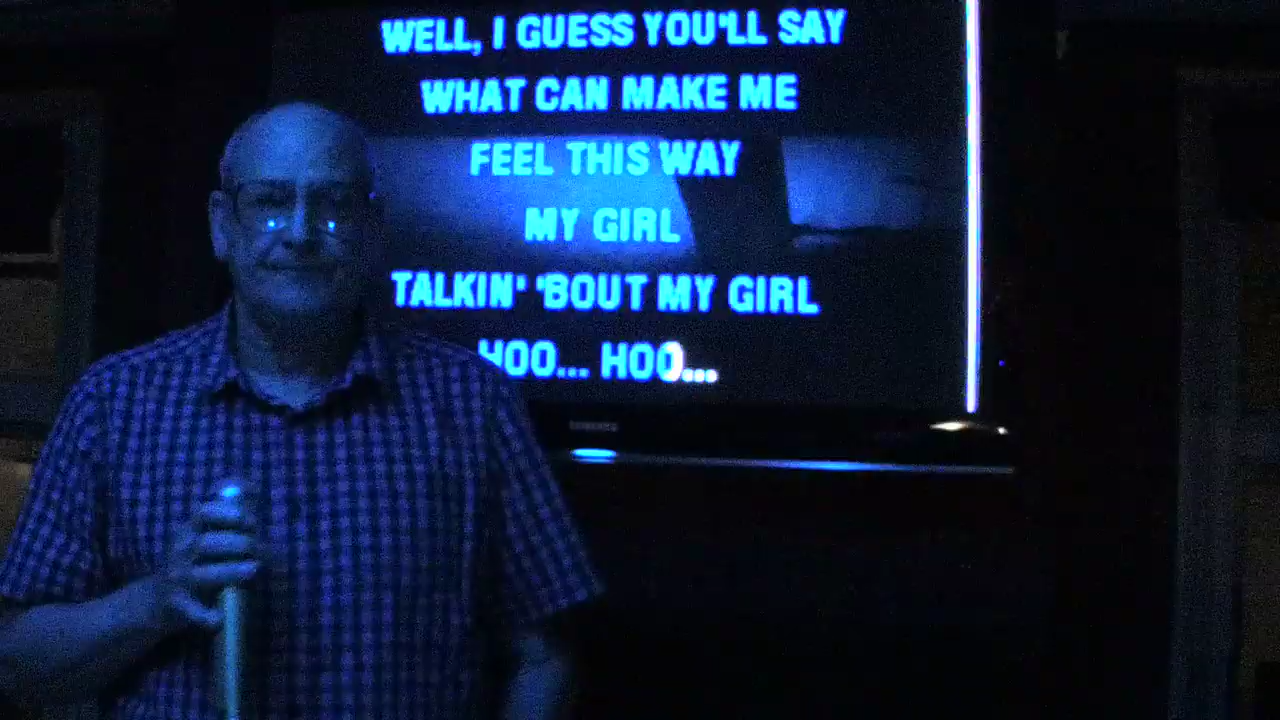 WELL, I GUESS YOU'LL SAY
WHAT CAN MAKE ME
FEEL THIS WAY
MY GIRL
TALKIN' 'BOUT MY GIRL
HOO... HOO...